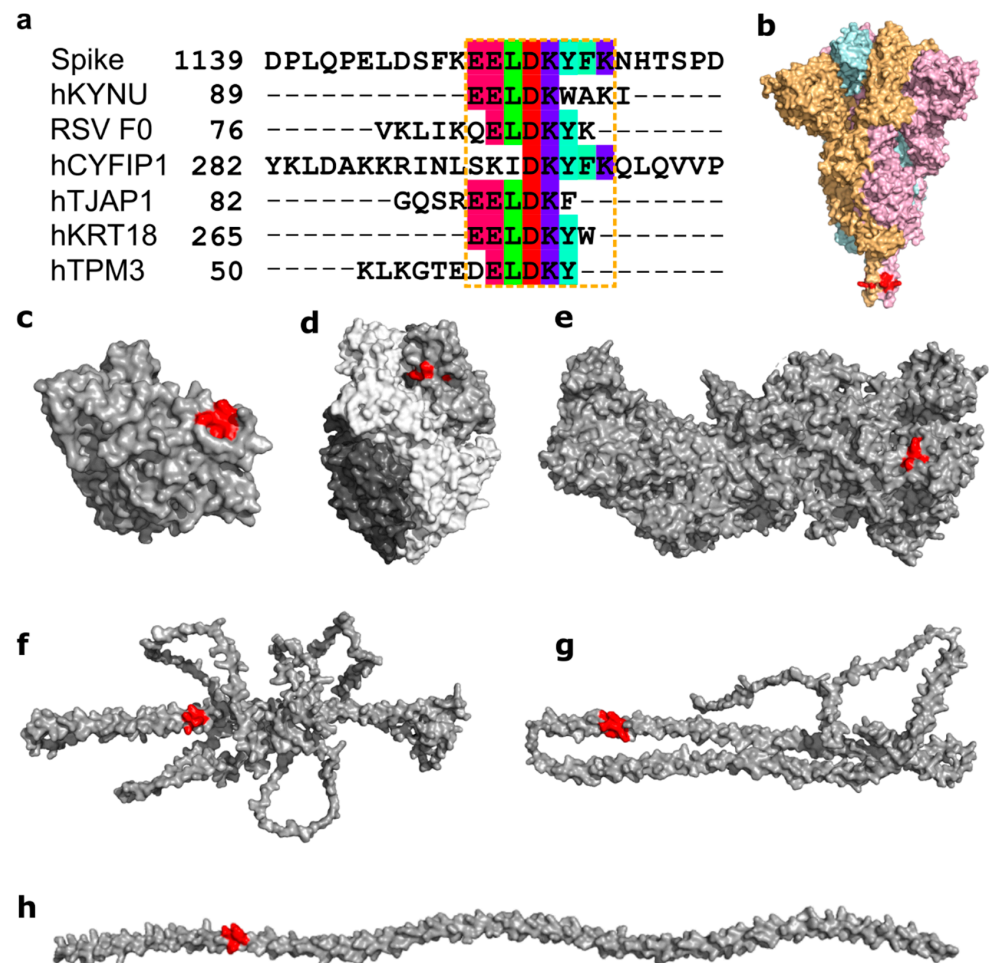 a
b
Spike 1139 DPLQPELDSFKEELDKYFKNHTSPD
hKYNU 89 -----------EELDKWAKI-----
RSV F0 76 ------VKLIKQELDKYK-------
hCYFIP1 282 YKLDAKKRINLSKIDKYFKQLQVVP
hTJAP1 82 -------GQSREELDKF--------
hKRT18 265 -----------EELDKYW-------
hTPM3 50 -----KLKGTEDELDKY--------
c
d
e
f
g
h